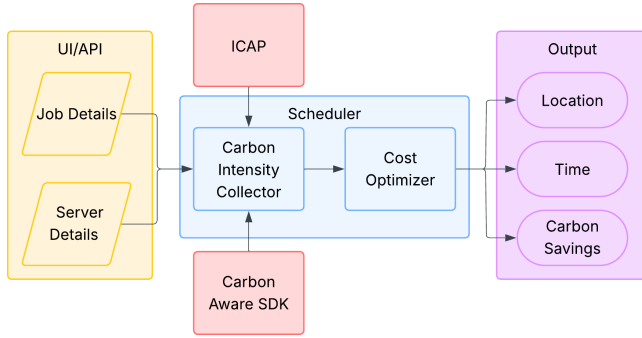 UI/API
Job Details
Server
Details
ICAP
Scheduler
Carbon
Intensity
Collector
Cost
Optimizer
Carbon
Aware SDK
Output
Location
Time
Carbon
Savings